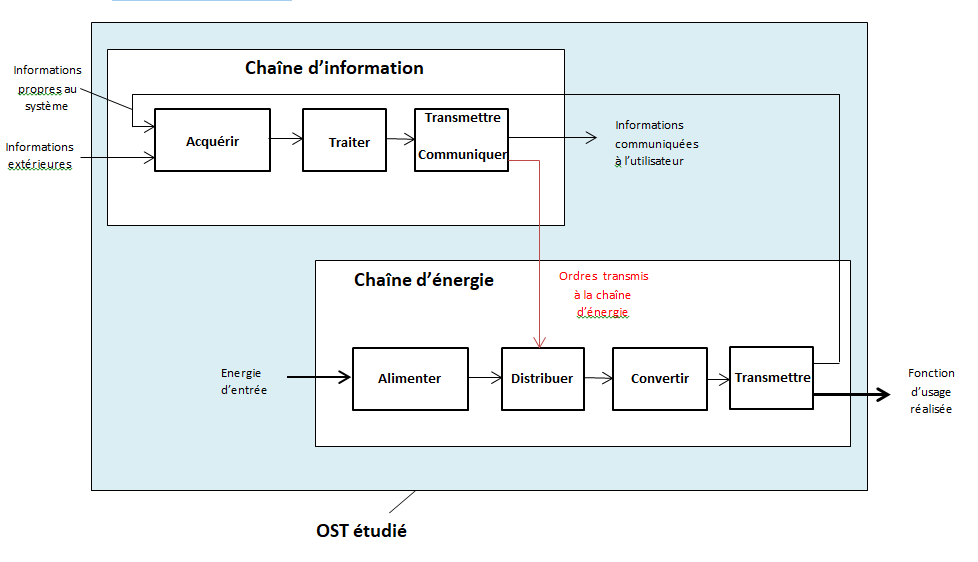 Chaîne d'information
Informations
propres au
système
Informations
extérieures
Acquérir
Traiter
Transmettre
Communiquer
Informations
communiquées
à l'utilisateur
Chaîne d'énergie
Ordres transmis
à la chaîne
d'énergie
Energie
d'entrée
Alimenter
Distribuer
Convertir
Transmettre
Fonction
d'usage
réalisée
OST étudié